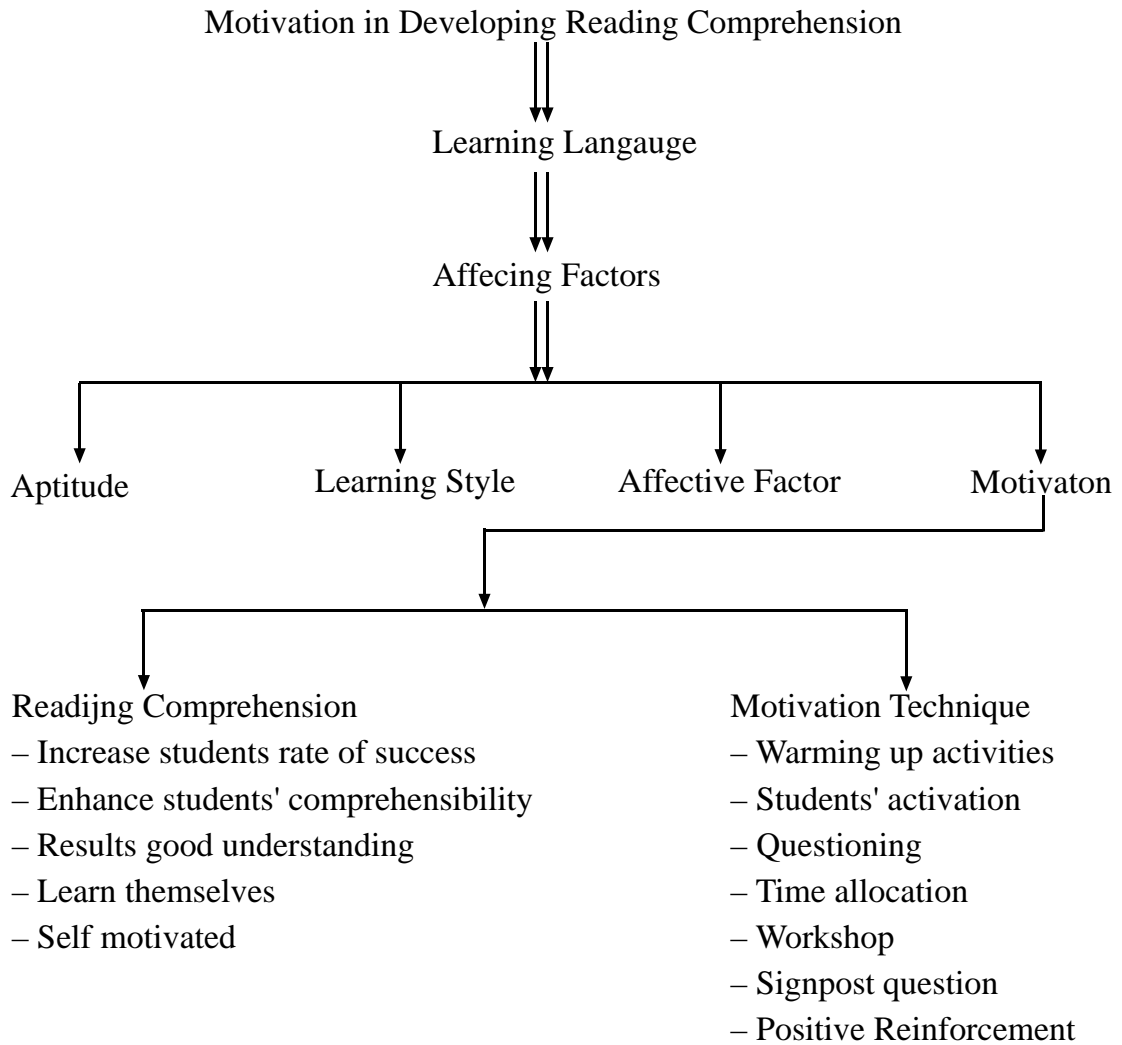 Motivation in Developing Reading Comprehension
Learning Langauge
Affecing Factors
Aptitude
Learning Style
Affective Factor
Motivaton
Readijng Comprehension
– Increase students rate of success
– Enhance students' comprehensibility
– Results good understanding
– Learn themselves
– Self motivated
Motivation Technique
– Warming up activities
– Students' activation
– Questioning
– Time allocation
– Workshop
– Signpost question
– Positive Reinforcement